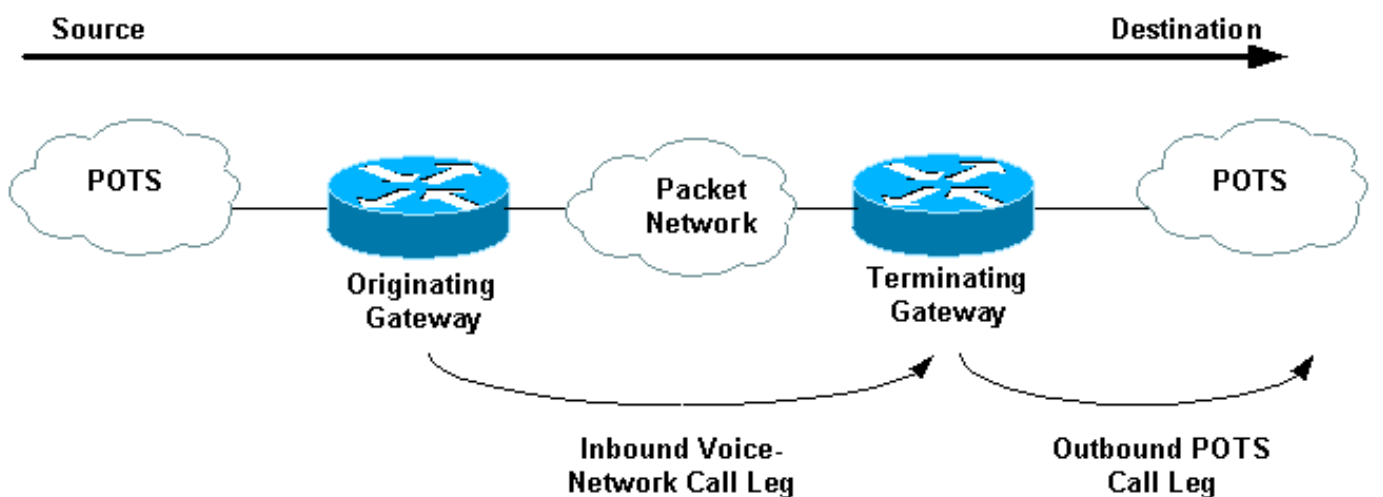 Source
Destination
POTS
Packet
Network
POTS
Originating
Gateway
Terminating
Gateway
Inbound Voice-
Network Call Leg
Outbound POTS
Call Leg